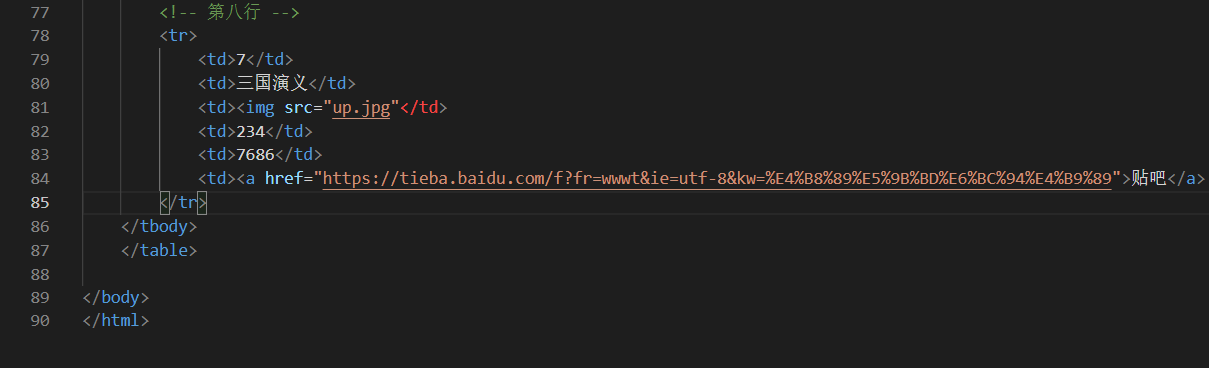 77 <!-- 第八行 -->
78 <tr>
79 <td>7</td>
80 <td>三国演义</td>
81 <td><img src="up.jpg"</td>
82 <td>234</td>
83 <td>7686</td>
84 <td><a href="https://tieba.baidu.com/f?fr=wwwt&ie=utf-8&kw=%E4%B8%89%E5%9B%BD%E6%BC%94%E4%B9%89">贴吧</a>
85 </tr>
86 </tbody>
87 </table>
88
89 </body>
90 </html>